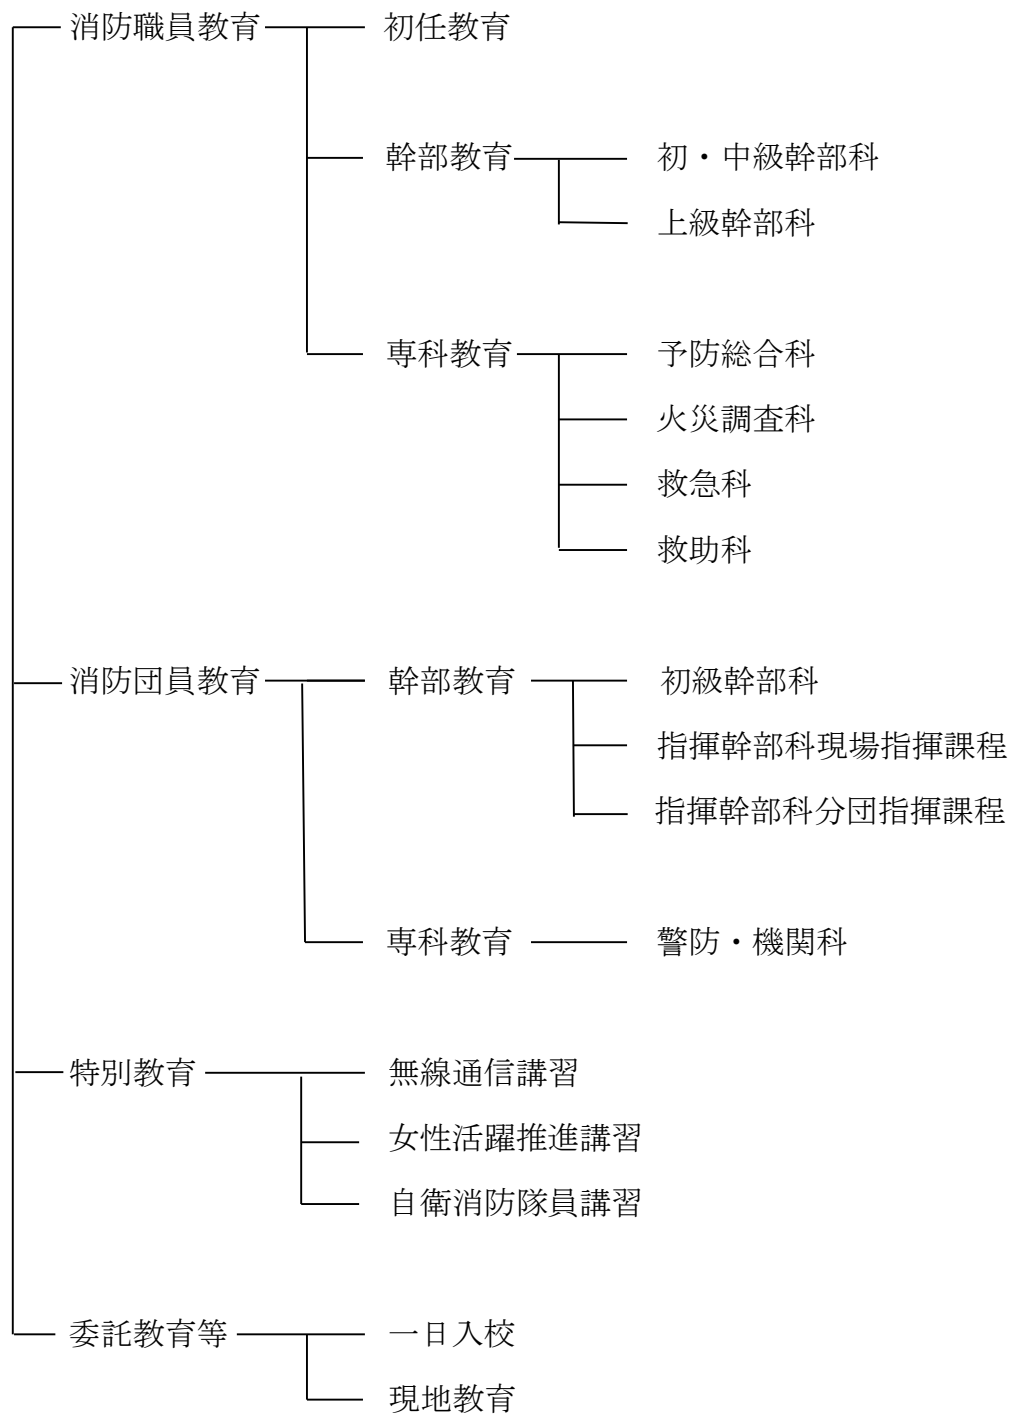 消防職員教育 初任教育
幹部教育 初・中級幹部科
上級幹部科
専科教育 予防総合科
火災調査科
救急科
救助科
消防団員教育 幹部教育 初級幹部科
指揮幹部科現場指揮課程
指揮幹部科分団指揮課程
専科教育 警防・機関科
特別教育 無線通信講習
女性活躍推進講習
自衛消防隊員講習
委託教育等 一日入校
現地教育